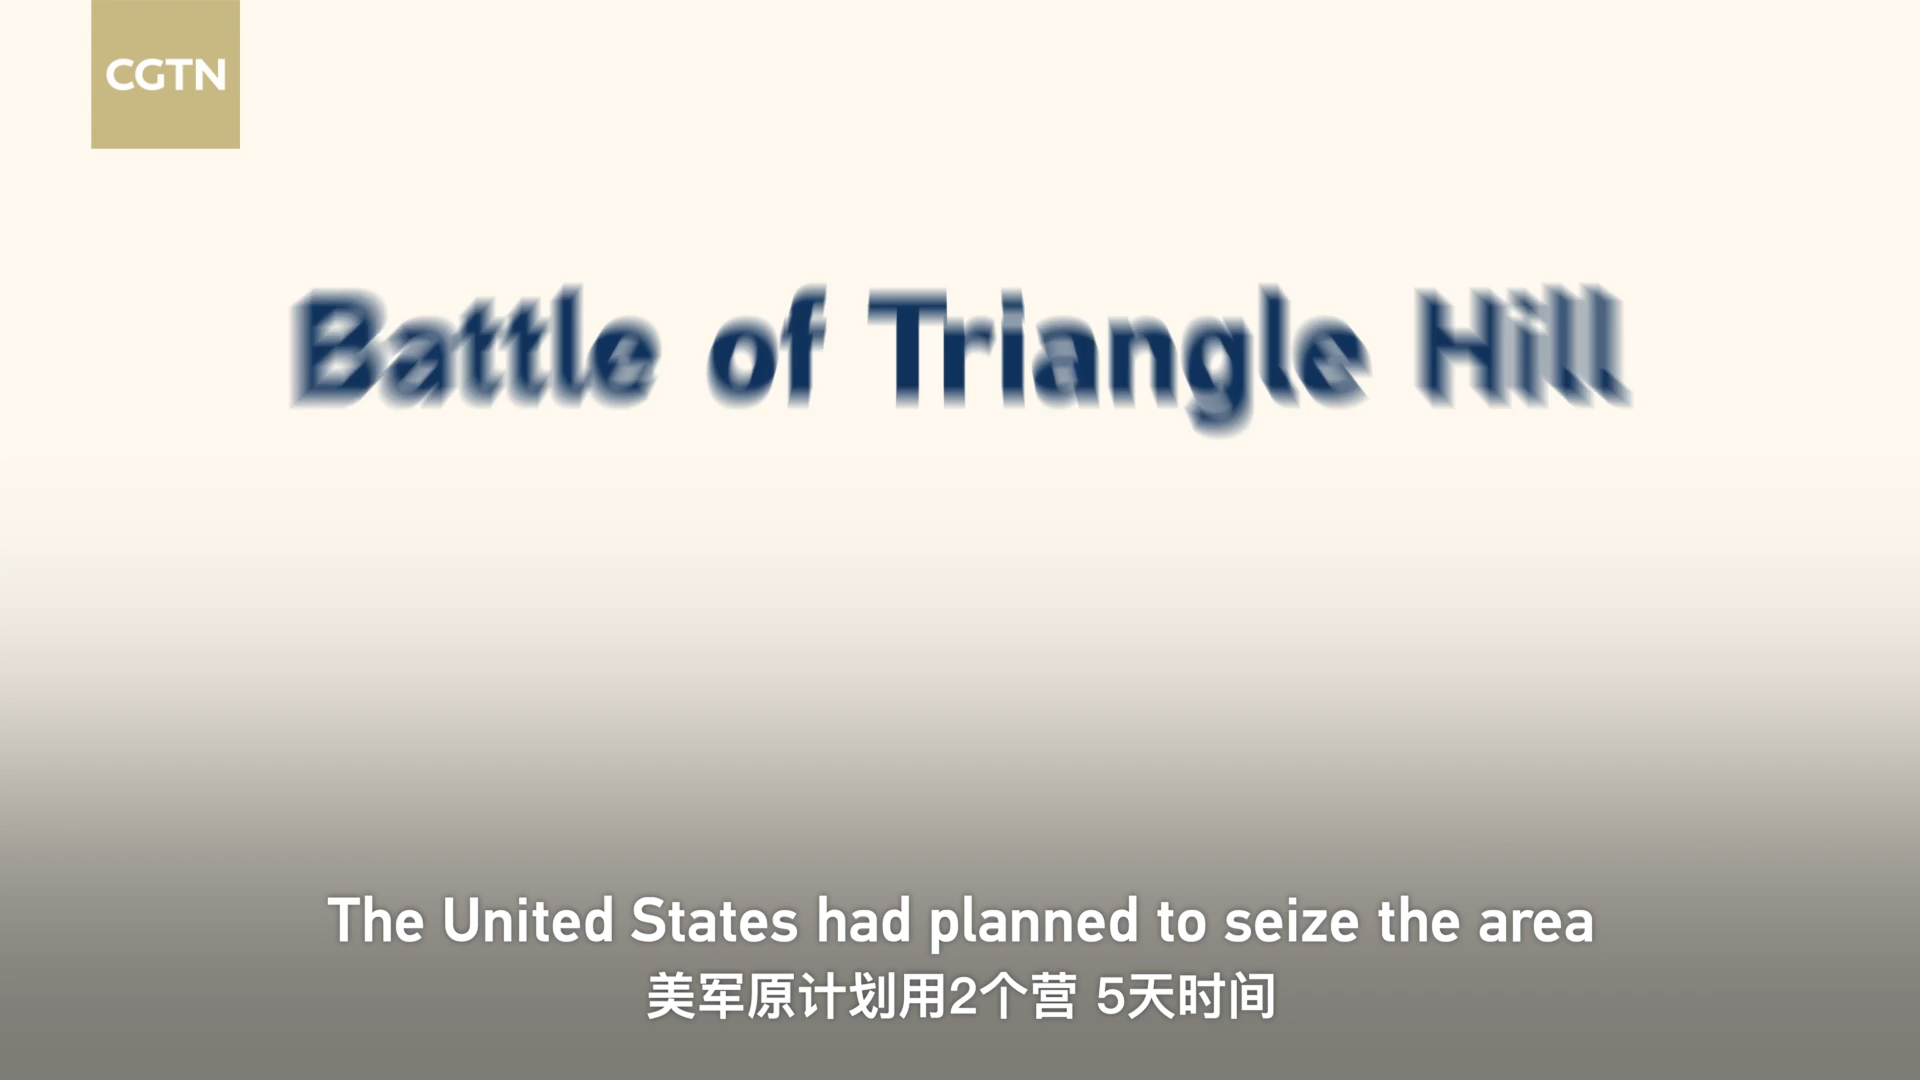 CGTN
Battle of Triangle Hill
The United States had planned to seize the area
美军原计划用2个营 5天时间